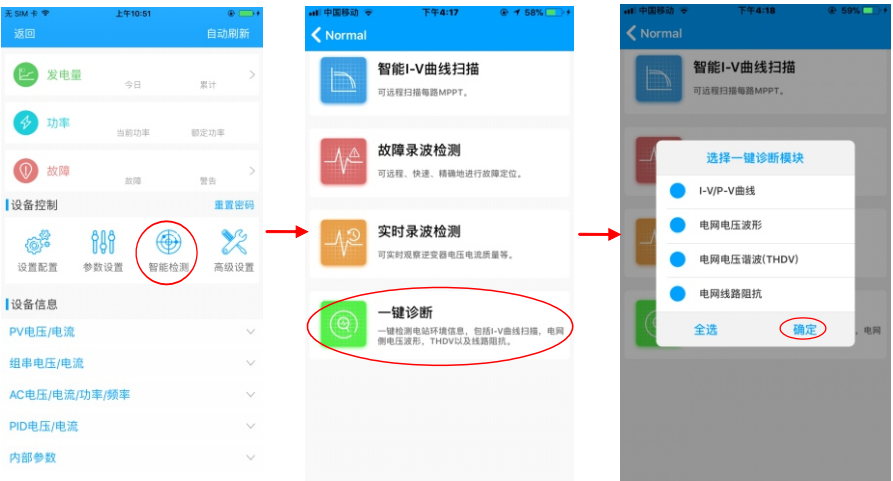 无 SIM 卡
上午10:51
返回
自动刷新
发电量
今日
累计
功率
当前功率
额定功率
故障
故障
警告
设备控制
重置密码
设置配置
参数设置
智能检测
高级设置
设备信息
PV电压/电流
组串电压/电流
AC电压/电流/功率/频率
PID电压/电流
内部参数
中国移动
下午4:17
58%
Normal
智能I-V曲线扫描
可远程扫描每路MPPT。
故障录波检测
可远程、快速、精确地进行故障定位。
实时录波检测
可实时观察逆变器电压电流质量等。
一键诊断
一键检测电站环境信息，包括I-V曲线扫描，电网
侧电压波形、THDV以及线路阻抗。
中国移动
下午4:18
59%
Normal
智能I-V曲线扫描
可远程扫描每路MPPT。
选择一键诊断模块
I-V/P-V曲线
电网电压波形
电网电压谐波(THDV)
电网线路阻抗
全选
确定
，电网